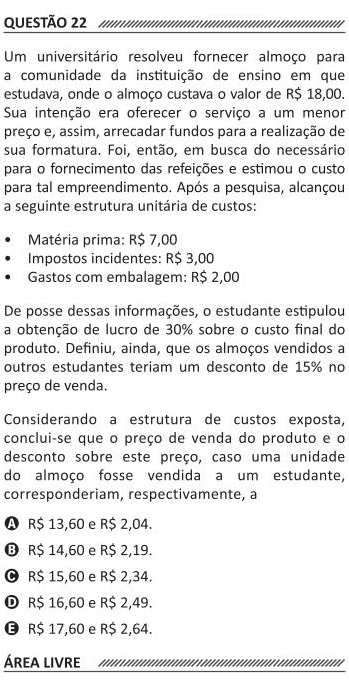 QUESTÃO 22
Um universitário resolveu fornecer almoço para
a comunidade da instituição de ensino em que
estudava, onde o almoço custava o valor de R$ 18,00.
Sua intenção era oferecer o serviço a um menor
preço e, assim, arrecadar fundos para a realização de
sua formatura. Foi, então, em busca do necessário
para o fornecimento das refeições e estimou o custo
para tal empreendimento. Após a pesquisa, alcançou
a seguinte estrutura unitária de custos:
• Matéria prima: R$ 7,00
• Impostos incidentes: R$ 3,00
• Gastos com embalagem: R$ 2,00
De posse dessas informações, o estudante estipulou
a obtenção de lucro de 30% sobre o custo final do
produto. Definiu, ainda, que os almoços vendidos a
outros estudantes teriam um desconto de 15% no
preço de venda.
Considerando a estrutura de custos exposta,
conclui-se que o preço de venda do produto e o
desconto sobre este preço, caso uma unidade
do almoço fosse vendida a um estudante,
corresponderiam, respectivamente, a
A R$ 13,60 e R$ 2,04.
B R$ 14,60 e R$ 2,19.
C R$ 15,60 e R$ 2,34.
D R$ 16,60 e R$ 2,49.
E R$ 17,60 e R$ 2,64.
ÁREA LIVRE